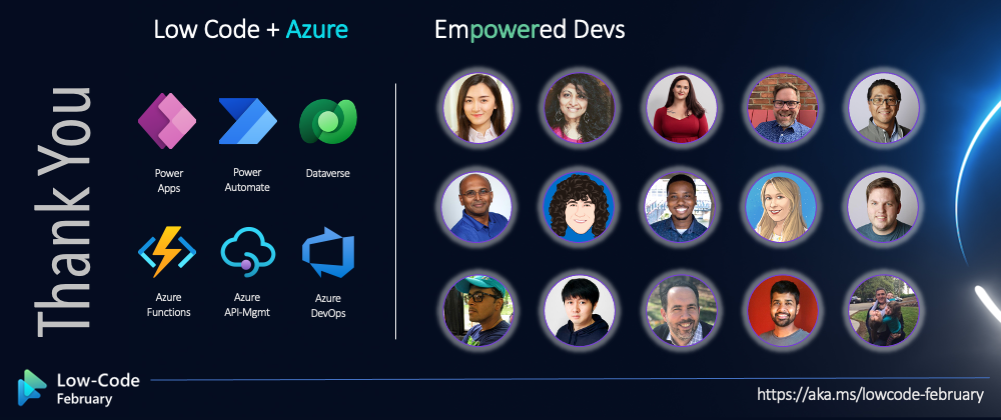 Thank You
Low Code + Azure
Power
Apps
Power
Automate
Dataverse
Azure
Functions
Azure
API-Mgmt
Azure
DevOps
Empowered Devs
Low-Code
February
https://aka.ms/lowcode-february